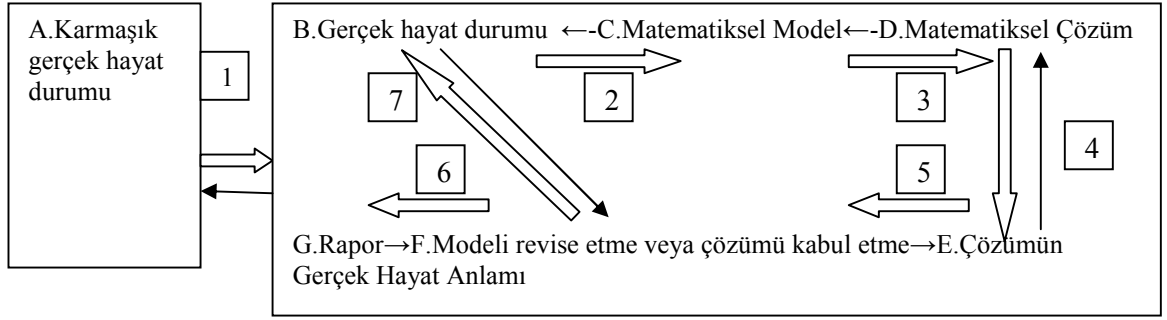 A.Karmaşık
gerçek hayat
durumu
1
B.Gerçek hayat durumu ←-C.Matematiksel Model←-D.Matematiksel Çözüm
7
2
3
4
6
5
G.Rapor→F.Modeli revise etme veya çözümü kabul etme→E.Çözümün
Gerçek Hayat Anlamı